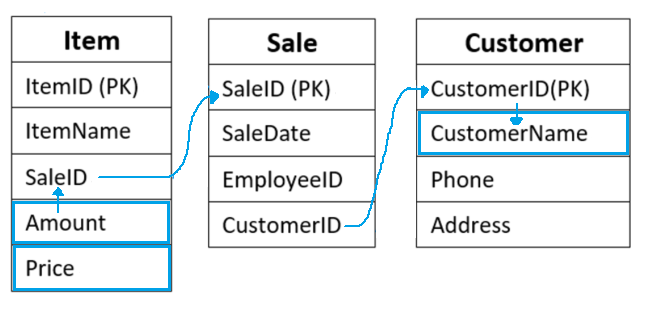 Item
ItemID (PK)
ItemName
SaleID
Amount
Price
Sale
SaleID (PK)
SaleDate
EmployeeID
CustomerID
Customer
CustomerID(PK)
CustomerName
Phone
Address